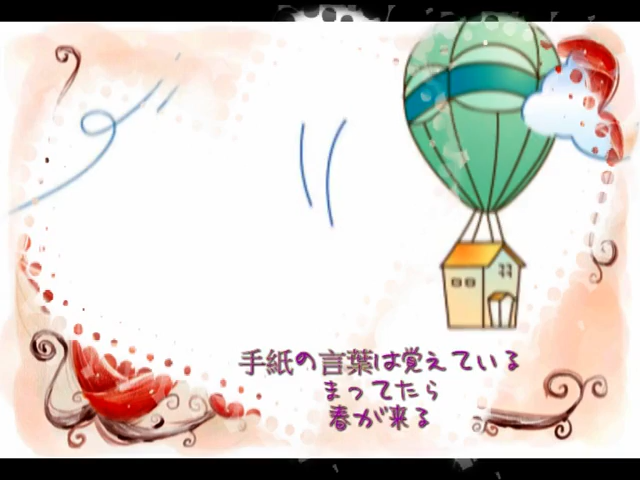 手紙の言葉は覚えている
まってたら
春が来る